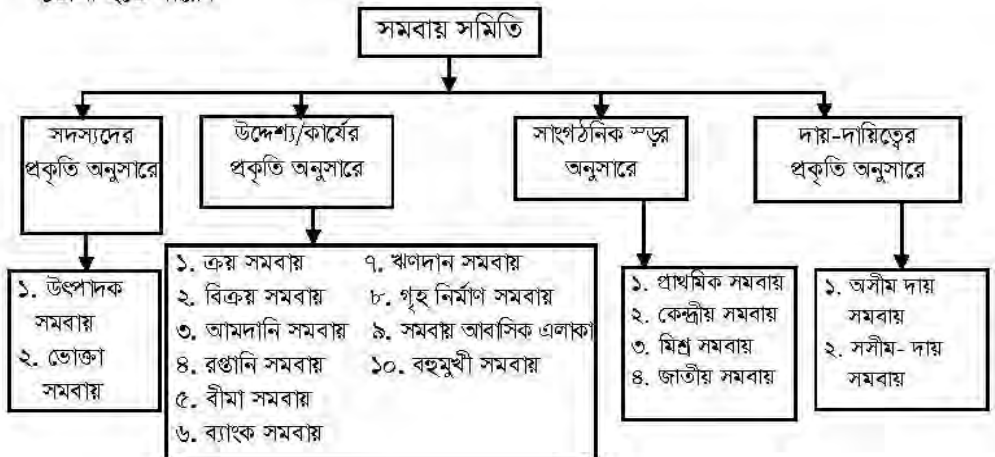 সমবায় সমিতি
সদস্যদের
প্রকৃতি অনুসারে
উদ্দেশ্য/কার্যের
প্রকৃতি অনুসারে
সাংগঠনিক স্ড়র
অনুসারে
দায়-দায়িত্বের
প্রকৃতি অনুসারে
১. উৎপাদক
সমবায়
২. ভোক্তা
সমবায়
১. ক্রয় সমবায়
২. বিক্রয় সমবায়
৩. আমদানি সমবায়
৪. রপ্তানি সমবায়
৫. বীমা সমবায়
৬. ব্যাংক সমবায়
৭. ঋণদান সমবায়
৮. গৃহ নির্মাণ সমবায়
৯. সমবায় আবাসিক এলাকা
১০. বহুমুখী সমবায়
১. প্রাথমিক সমবায়
২. কেন্দ্রীয় সমবায়
৩. মিশ্র সমবায়
৪. জাতীয় সমবায়
১. অসীম দায়
সমবায়
২. সসীম- দায়
সমবায়